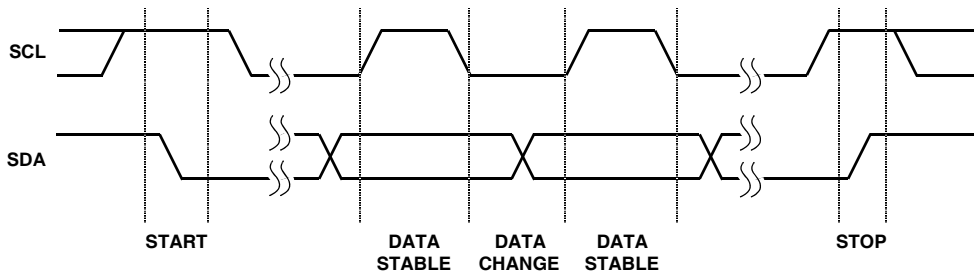 SCL
SDA
START
DATA STABLE
DATA CHANGE
DATA STABLE
STOP